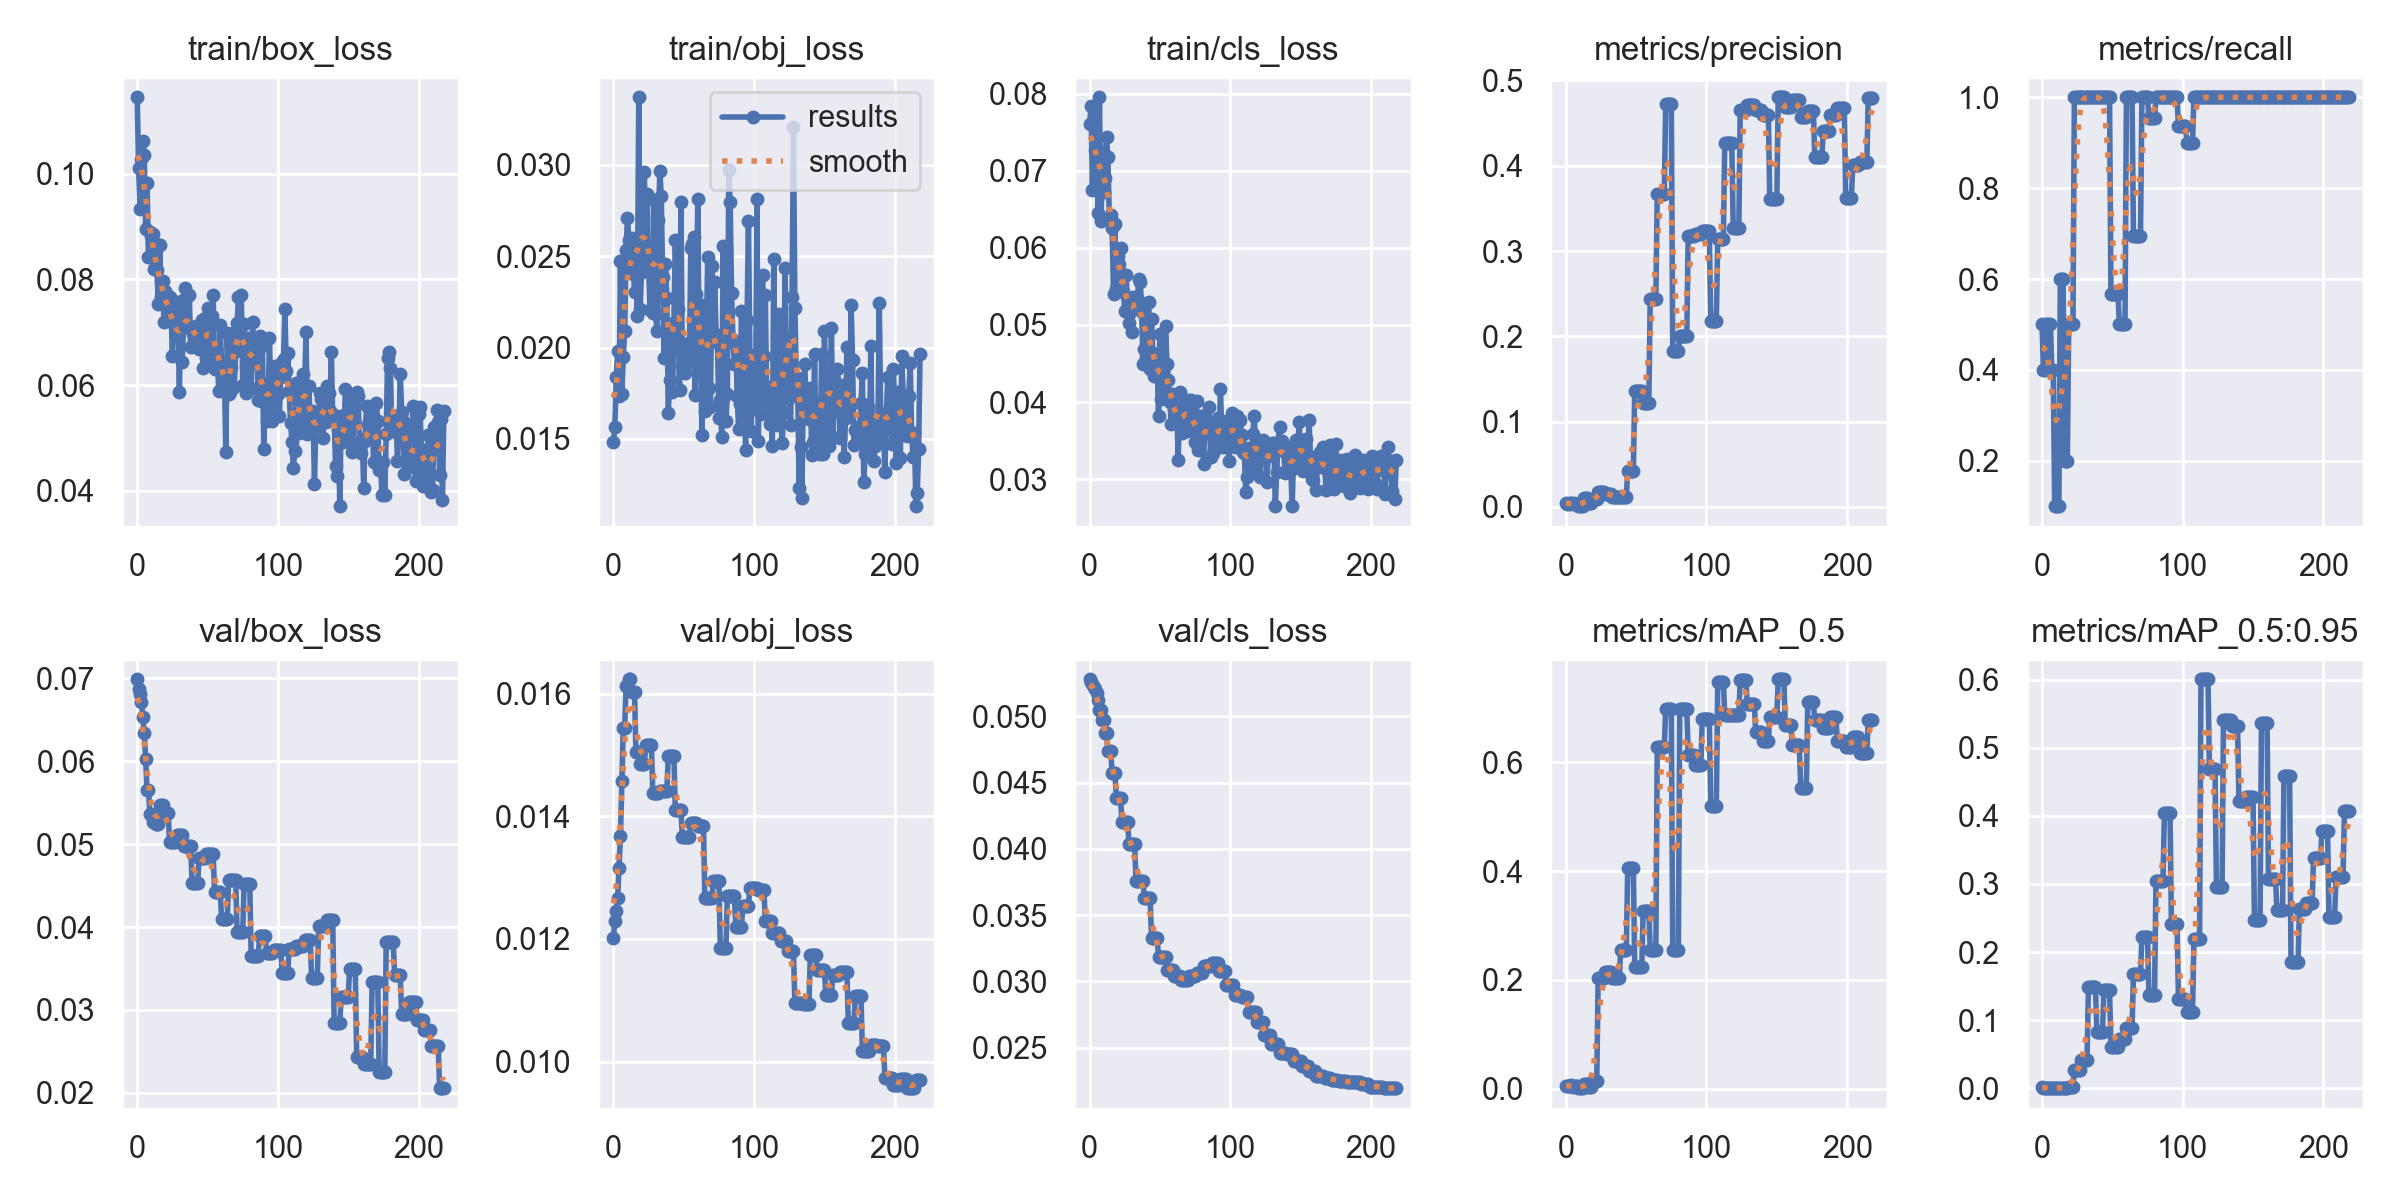 train/box_loss
0.10
0.08
0.06
0.04
0 100 200
train/obj_loss
results
smooth
0.030
0.025
0.020
0.015
0 100 200
train/cls_loss
0.08
0.07
0.06
0.05
0.04
0.03
0 100 200
metrics/precision
0.5
0.4
0.3
0.2
0.1
0.0
0 100 200
metrics/recall
1.0
0.8
0.6
0.4
0.2
0 100 200
val/box_loss
0.07
0.06
0.05
0.04
0.03
0.02
0 100 200
val/obj_loss
0.016
0.014
0.012
0.010
0 100 200
val/cls_loss
0.050
0.045
0.040
0.035
0.030
0.025
0 100 200
metrics/mAP_0.5
0.6
0.4
0.2
0.0
0 100 200
metrics/mAP_0.5:0.95
0.6
0.5
0.4
0.3
0.2
0.1
0.0
0 100 200